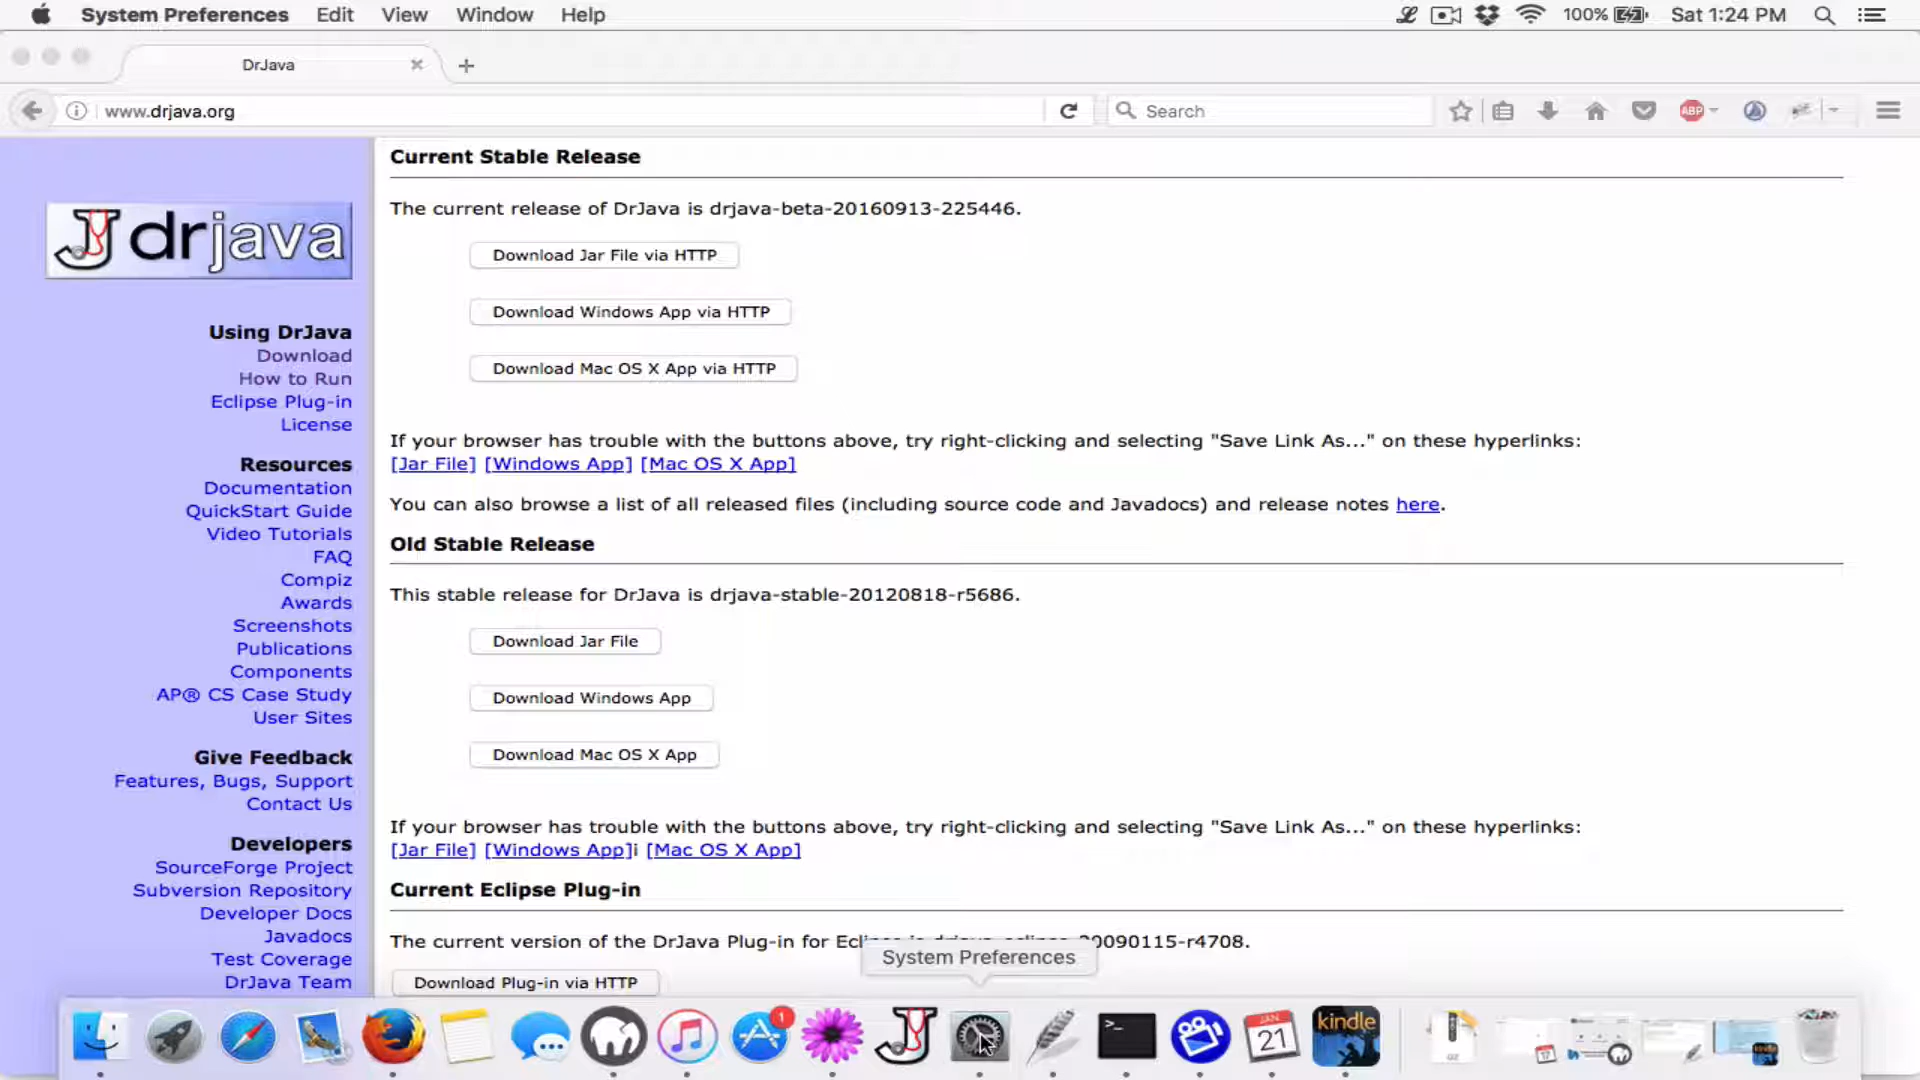 System Preferences Edit View Window Help 100% Sat 1:24 PM
DrJava
www.drjava.org Search ABP
drjava
Using DrJava
Download
How to Run
Eclipse Plug-in
License
Resources
Documentation
QuickStart Guide
Video Tutorials
FAQ
Compiz
Awards
Screenshots
Publications
Components
AP® CS Case Study
User Sites
Give Feedback
Features, Bugs, Support
Contact Us
Developers
SourceForge Project
Subversion Repository
Developer Docs
Javadocs
Test Coverage
DrJava Team
Current Stable Release
The current release of DrJava is drjava-beta-20160913-225446.
Download Jar File via HTTP
Download Windows App via HTTP
Download Mac OS X App via HTTP
If your browser has trouble with the buttons above, try right-clicking and selecting "Save Link As..." on these hyperlinks:
[Jar File] [Windows App] [Mac OS X App]
You can also browse a list of all released files (including source code and Javadocs) and release notes here.
Old Stable Release
This stable release for DrJava is drjava-stable-20120818-r5686.
Download Jar File
Download Windows App
Download Mac OS X App
If your browser has trouble with the buttons above, try right-clicking and selecting "Save Link As..." on these hyperlinks:
[Jar File] [Windows App]i [Mac OS X App]
Current Eclipse Plug-in
The current version of the DrJava Plug-in for Eclipse is drjava-eclipse-20090115-r4708.
System Preferences
Download Plug-in via HTTP
1
>_
JAN
21
kindle
17